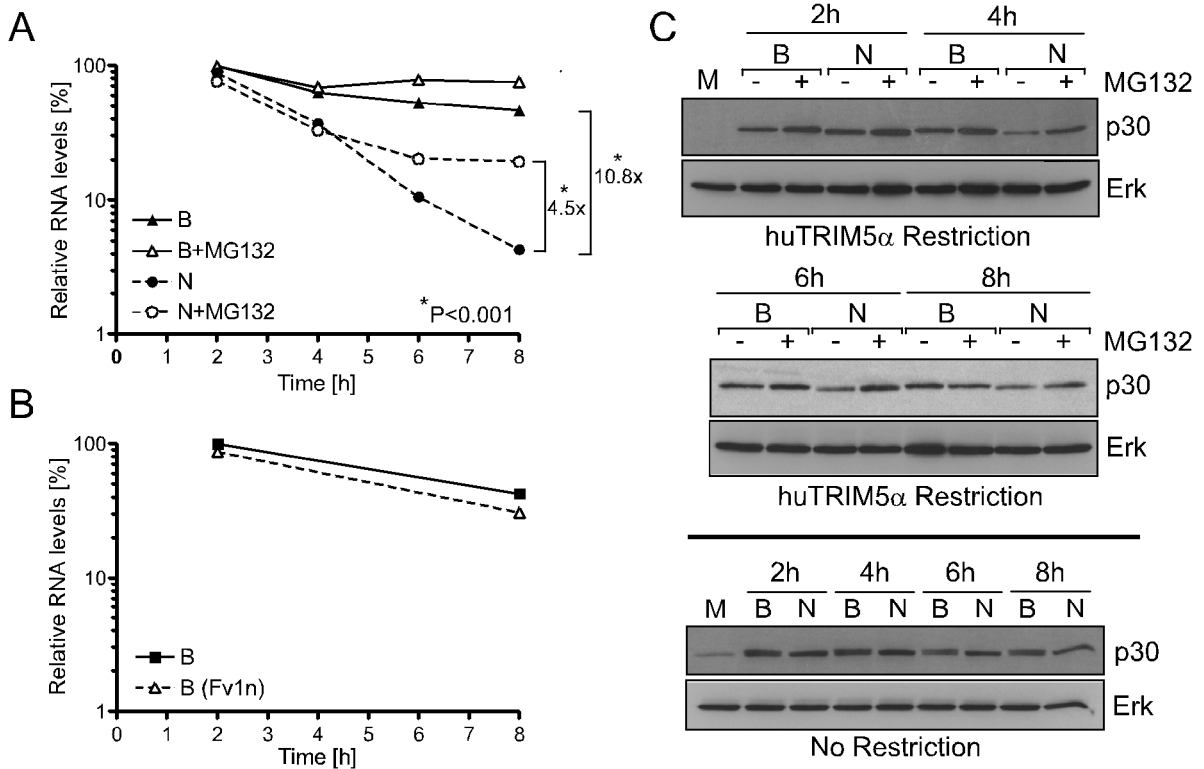 A
Relative RNA levels [%]
100
10
1
B
B+MG132
N
N+MG132
*
4.5x
*
10.8x
*P<0.001
0 1 2 3 4 5 6 7 8
Time [h]
B
Relative RNA levels [%]
100
10
1
B
B (Fv1n)
0 1 2 3 4 5 6 7 8
Time [h]
C
2h 4h
B N B N
M - + - + - + - + MG132
p30
Erk
huTRIM5α Restriction
6h 8h
B N B N
- + - + - + - + MG132
p30
Erk
huTRIM5α Restriction
2h 4h 6h 8h
M B N B N B N B N
p30
Erk
No Restriction